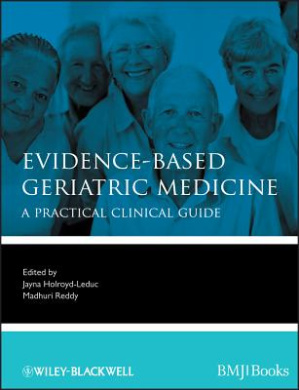 EVIDENCE-BASED
GERIATRIC MEDICINE
A PRACTICAL CLINICAL GUIDE
Edited by
Jayna Holroyd-Leduc
Madhuri Reddy
WILEY-BLACKWELL
BMJ|Books